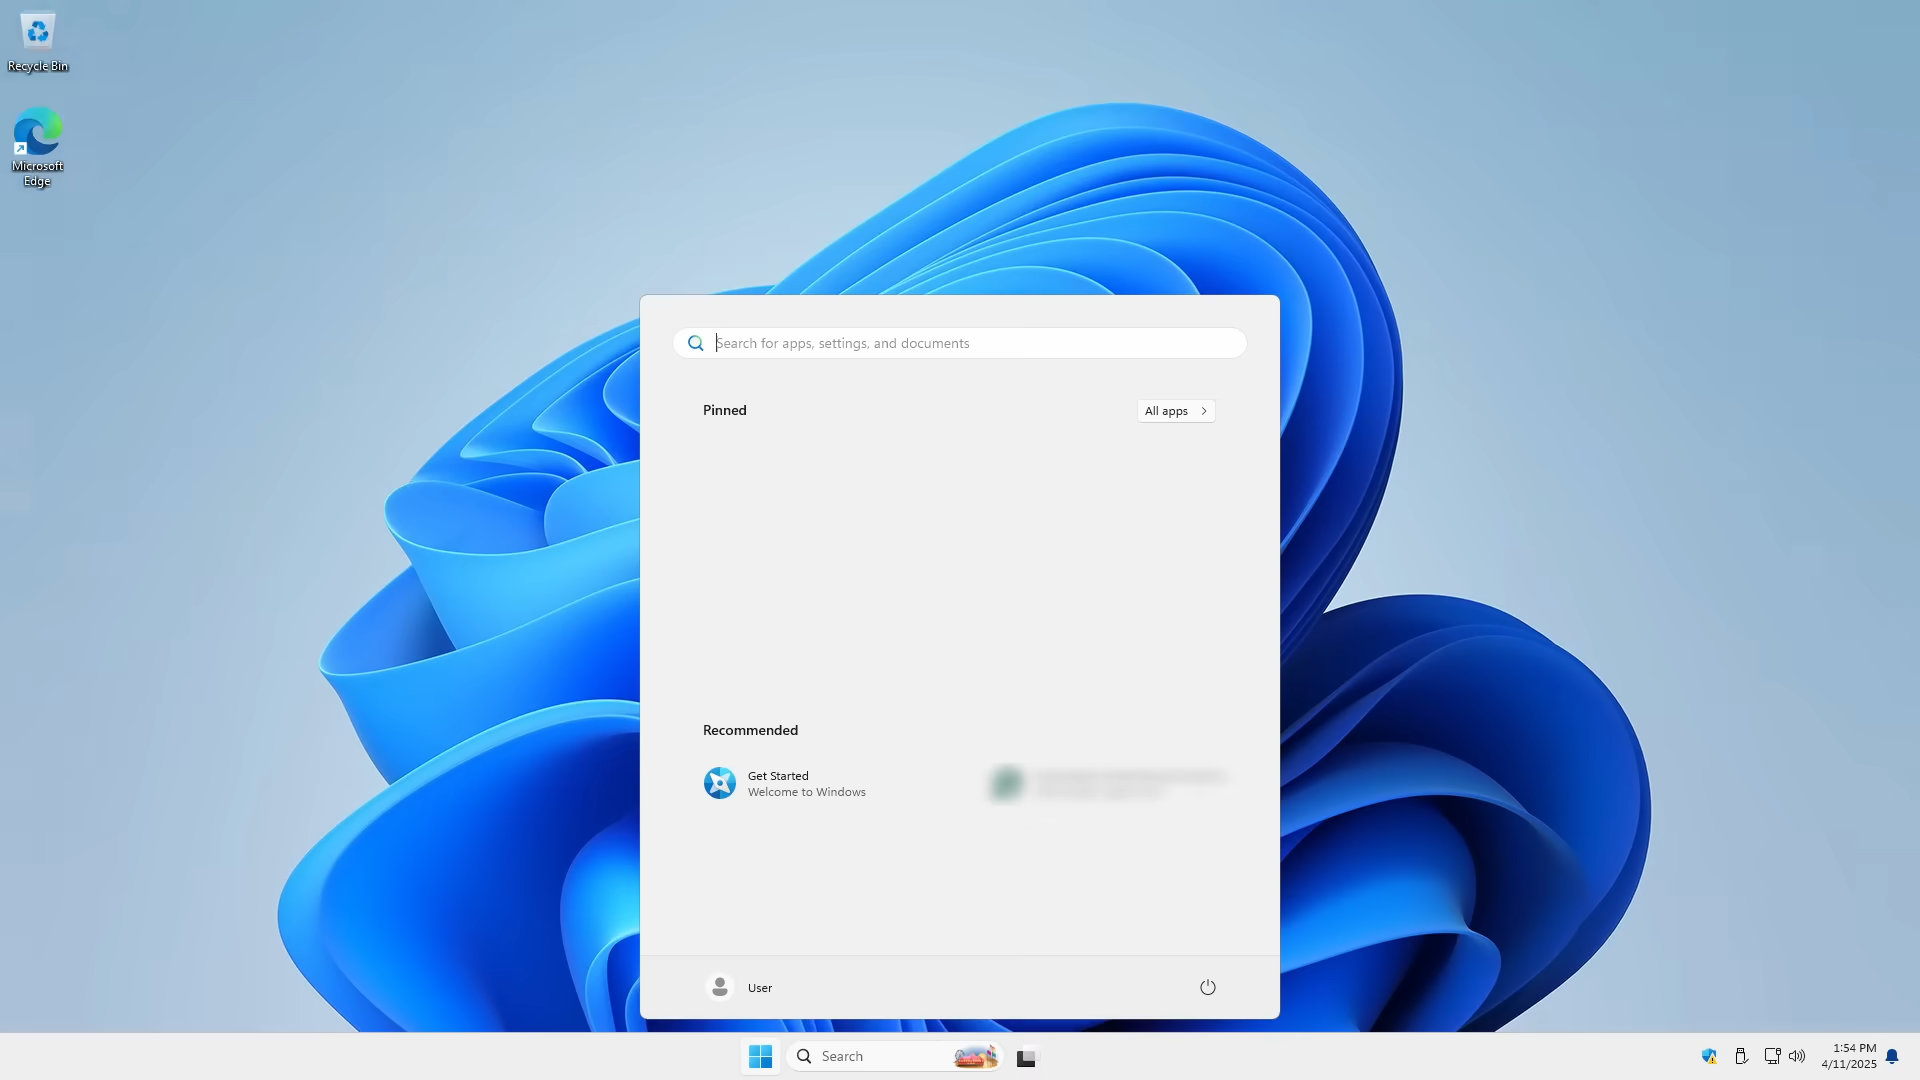 Recycle Bin
Microsoft
Edge
Search for apps, settings, and documents
Pinned
All apps
Recommended
Get Started
Welcome to Windows
User
Search
1:54 PM
4/11/2025